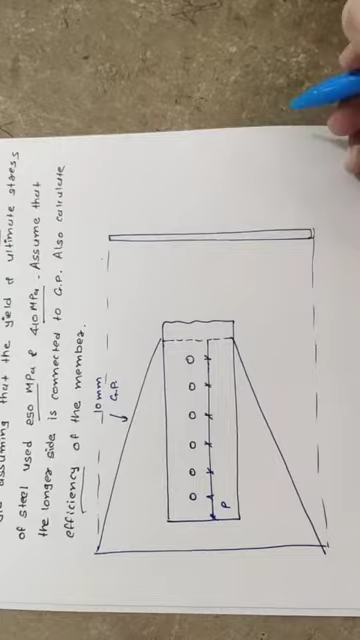 assuming that the yield & ultimate stress
of steel used 250 MPa & 410 MPa. Assume that
the longer side is connected to G.P. Also calculate
efficiency of the member.
10mm
G.P.
P